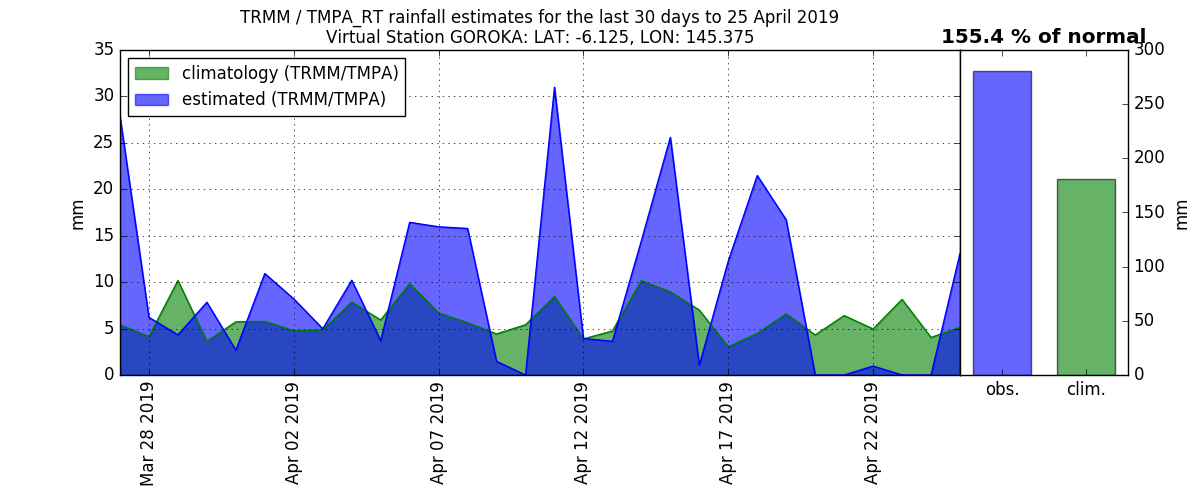 TRMM / TMPA_RT rainfall estimates for the last 30 days to 25 April 2019
Virtual Station GOROKA: LAT: -6.125, LON: 145.375
155.4 % of normal
climatology (TRMM/TMPA)
estimated (TRMM/TMPA)
35
30
25
20
15
10
5
0
mm
Mar 28 2019
Apr 02 2019
Apr 07 2019
Apr 12 2019
Apr 17 2019
Apr 22 2019
obs.
clim.
300
250
200
150
100
50
0
mm